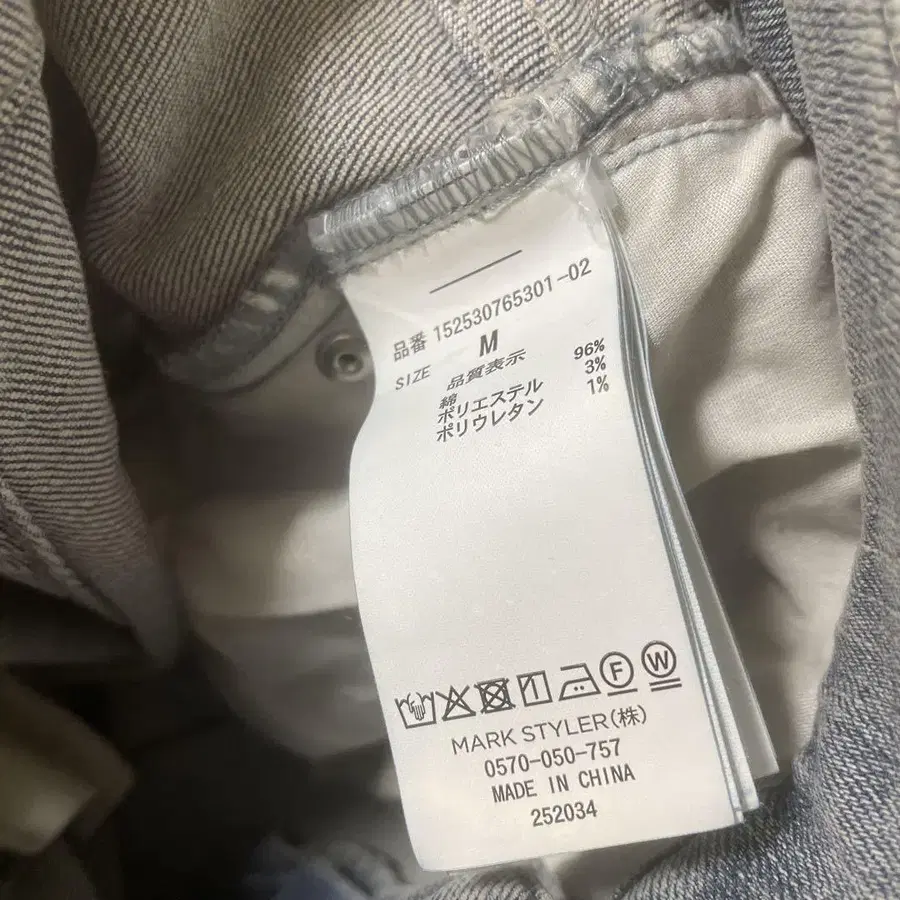 品番 152530765301-02
SIZE M
品質表示
綿 96%
ポリエステル 3%
ポリウレタン 1%
F W
MARK STYLER(株)
0570-050-757
MADE IN CHINA
252034